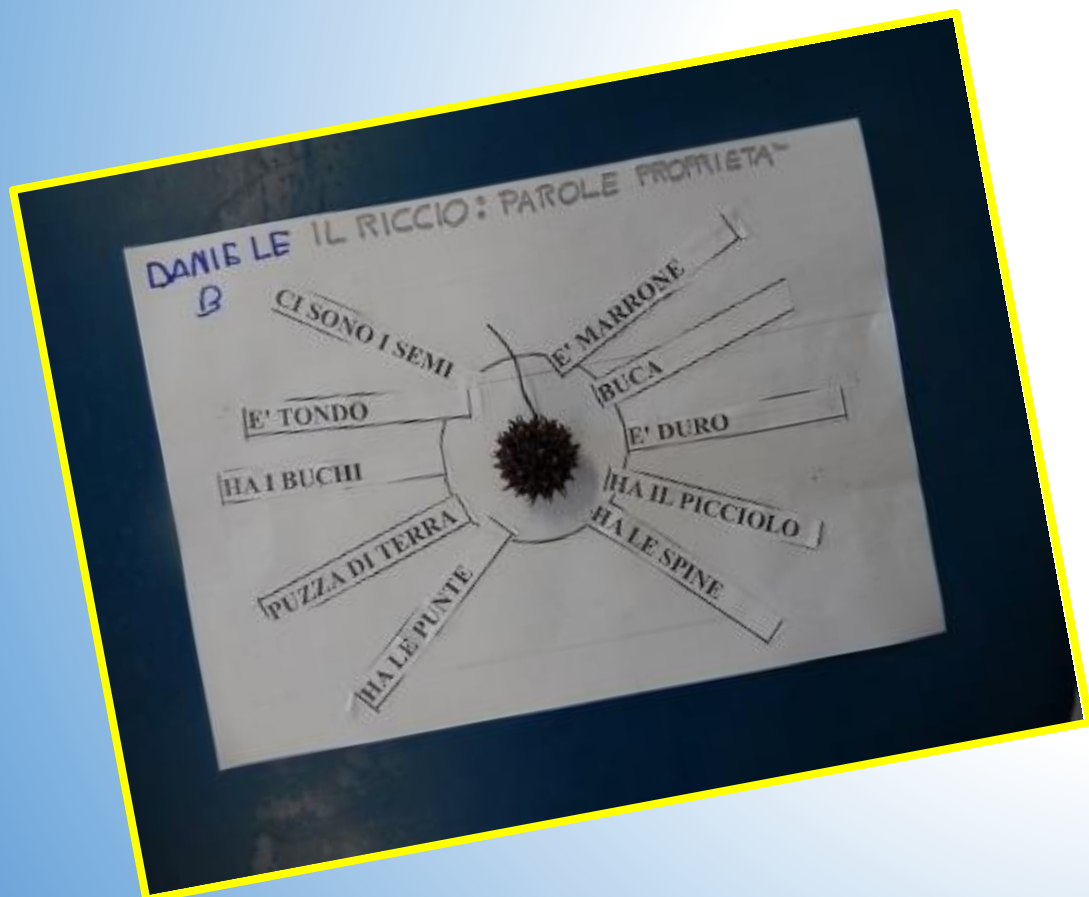 IL RICCIO: PAROLE PROPRIETA'
DANIELE
B
CI SONO I SEMI
E' TONDO
HA I BUCHI
PUZZA DI TERRA
HA LE PUNTE
E' MARRONE
BUCA
E' DURO
HA IL PICCIOLO
HA LE SPINE